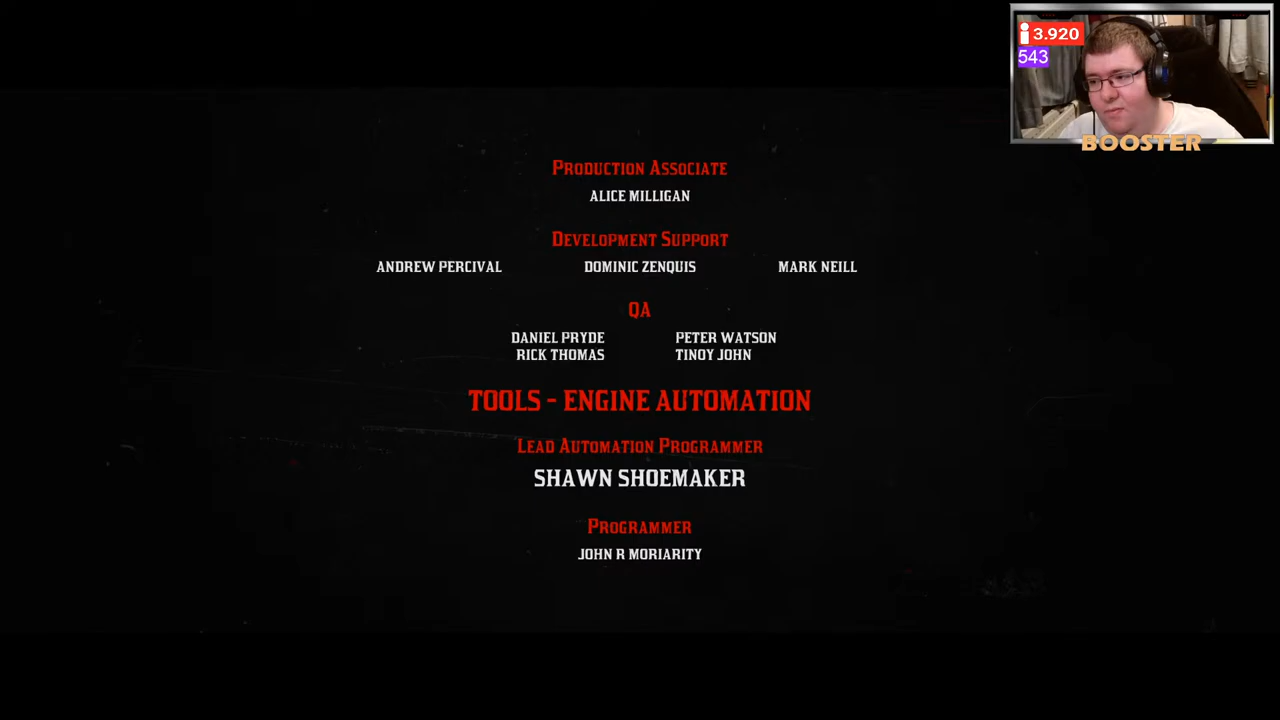 3.920
543
BOOSTER
PRODUCTION ASSOCIATE
ALICE MILLIGAN
DEVELOPMENT SUPPORT
ANDREW PERCIVAL DOMINIC ZENQUIS MARK NEILL
QA
DANIEL PRYDE PETER WATSON
RICK THOMAS TINOY JOHN
TOOLS - ENGINE AUTOMATION
LEAD AUTOMATION PROGRAMMER
SHAWN SHOEMAKER
PROGRAMMER
JOHN R MORIARITY